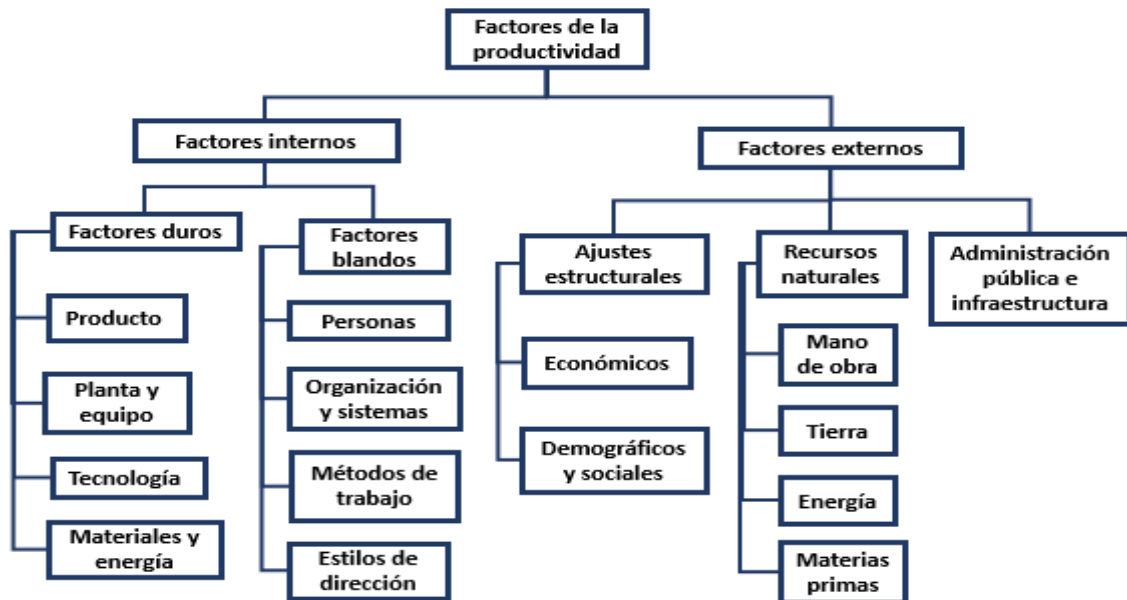 Factores de la
productividad
Factores internos
Factores externos
Factores duros
Producto
Planta y
equipo
Tecnología
Materiales y
energía
Factores
blandos
Personas
Organización
y sistemas
Métodos de
trabajo
Estilos de
dirección
Ajustes
estructurales
Económicos
Demográficos
y sociales
Recursos
naturales
Mano
de obra
Tierra
Energía
Materias
primas
Administración
pública e
infraestructura